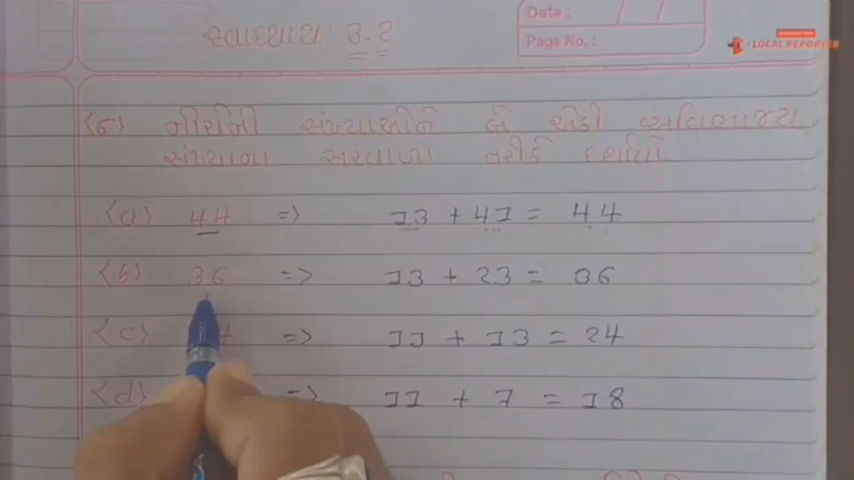 Date :
Page No. :
LOCAL REPORTER
સ્વાધ્યાય : 3.2
નીચેની સંખ્યાઓને બે એકી અવિભાજ્ય
સંખ્યાના સરવાળા તરીકે દર્શાવો
<a> 44 => 13 + 41 = 44
<b> 36 => 13 + 23 = 36
<c> => 11 + 13 = 24
<d> => 11 + 7 = 18